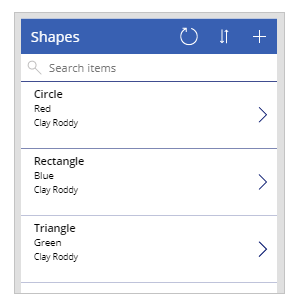 Shapes
Search items
Circle
Red
Clay Roddy
Rectangle
Blue
Clay Roddy
Triangle
Green
Clay Roddy